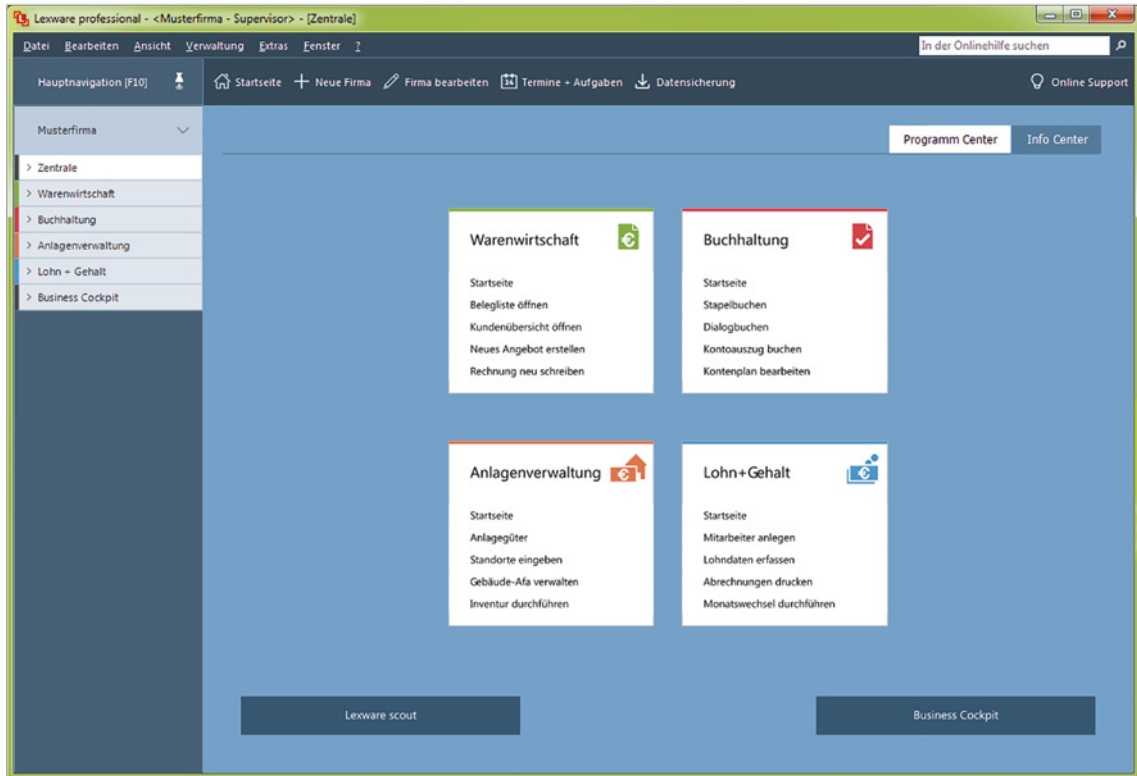 Lexware professional - <Musterfirma - Supervisor> - [Zentrale]
Datei Bearbeiten Ansicht Verwaltung Extras Fenster ? In der Onlinehilfe suchen
Hauptnavigation [F10] Startseite Neue Firma Firma bearbeiten Termine + Aufgaben Datensicherung Online Support
Musterfirma
Programm Center Info Center
> Zentrale
> Warenwirtschaft
> Buchhaltung
> Anlagenverwaltung
> Lohn + Gehalt
> Business Cockpit
Warenwirtschaft
Startseite
Belegliste öffnen
Kundenübersicht öffnen
Neues Angebot erstellen
Rechnung neu schreiben
Buchhaltung
Startseite
Stapelbuchen
Dialogbuchen
Kontoauszug buchen
Kontenplan bearbeiten
Anlagenverwaltung
Startseite
Anlagegüter
Standorte eingeben
Gebäude-Afa verwalten
Inventur durchführen
Lohn+Gehalt
Startseite
Mitarbeiter anlegen
Lohndaten erfassen
Abrechnungen drucken
Monatswechsel durchführen
Lexware scout
Business Cockpit